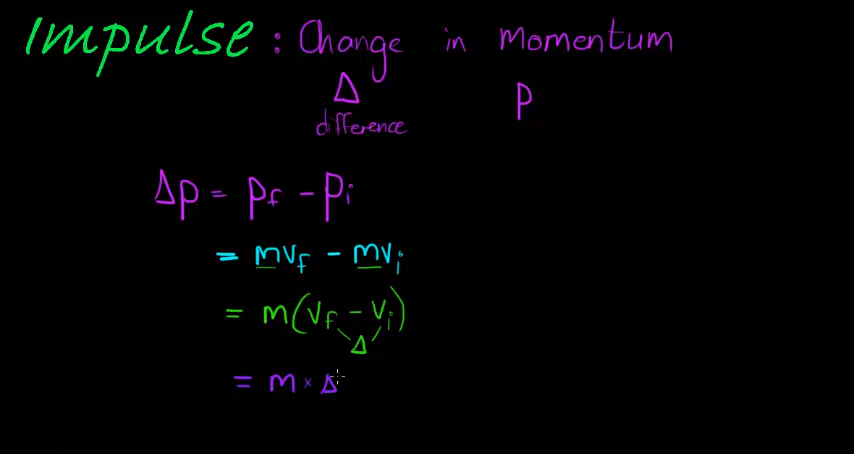 Impulse : Change in Momentum
Δ p
difference
Δp = pf - pi
= mvf - mvi
= m(vf - vi)
Δ
= m × Δ